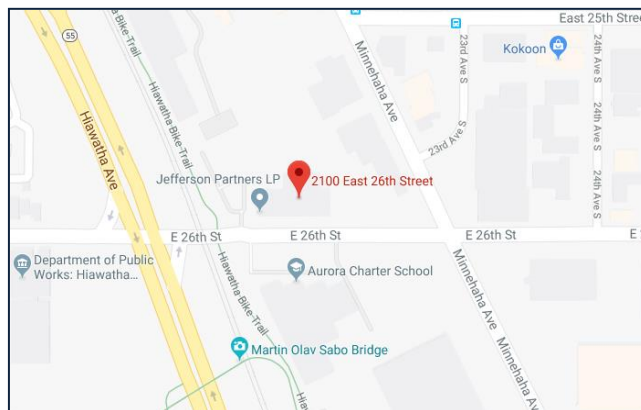 East 25th Street
55
Kokoon
Minnehaha Ave
23rd Ave S
24th Ave S
Hiawatha Bike-Trail
Hiawatha Bike-Trail
Hiawatha Ave
23rd Ave S
24th Ave S
Jefferson Partners LP
2100 East 26th Street
24th Ave S
E 26th St
E 26th St
E 26th St
Department of Public
Works: Hiawatha...
Aurora Charter School
Hiawatha Bike-Trail
Minnehaha Ave
Martin Olav Sabo Bridge
Minnehaha Ave